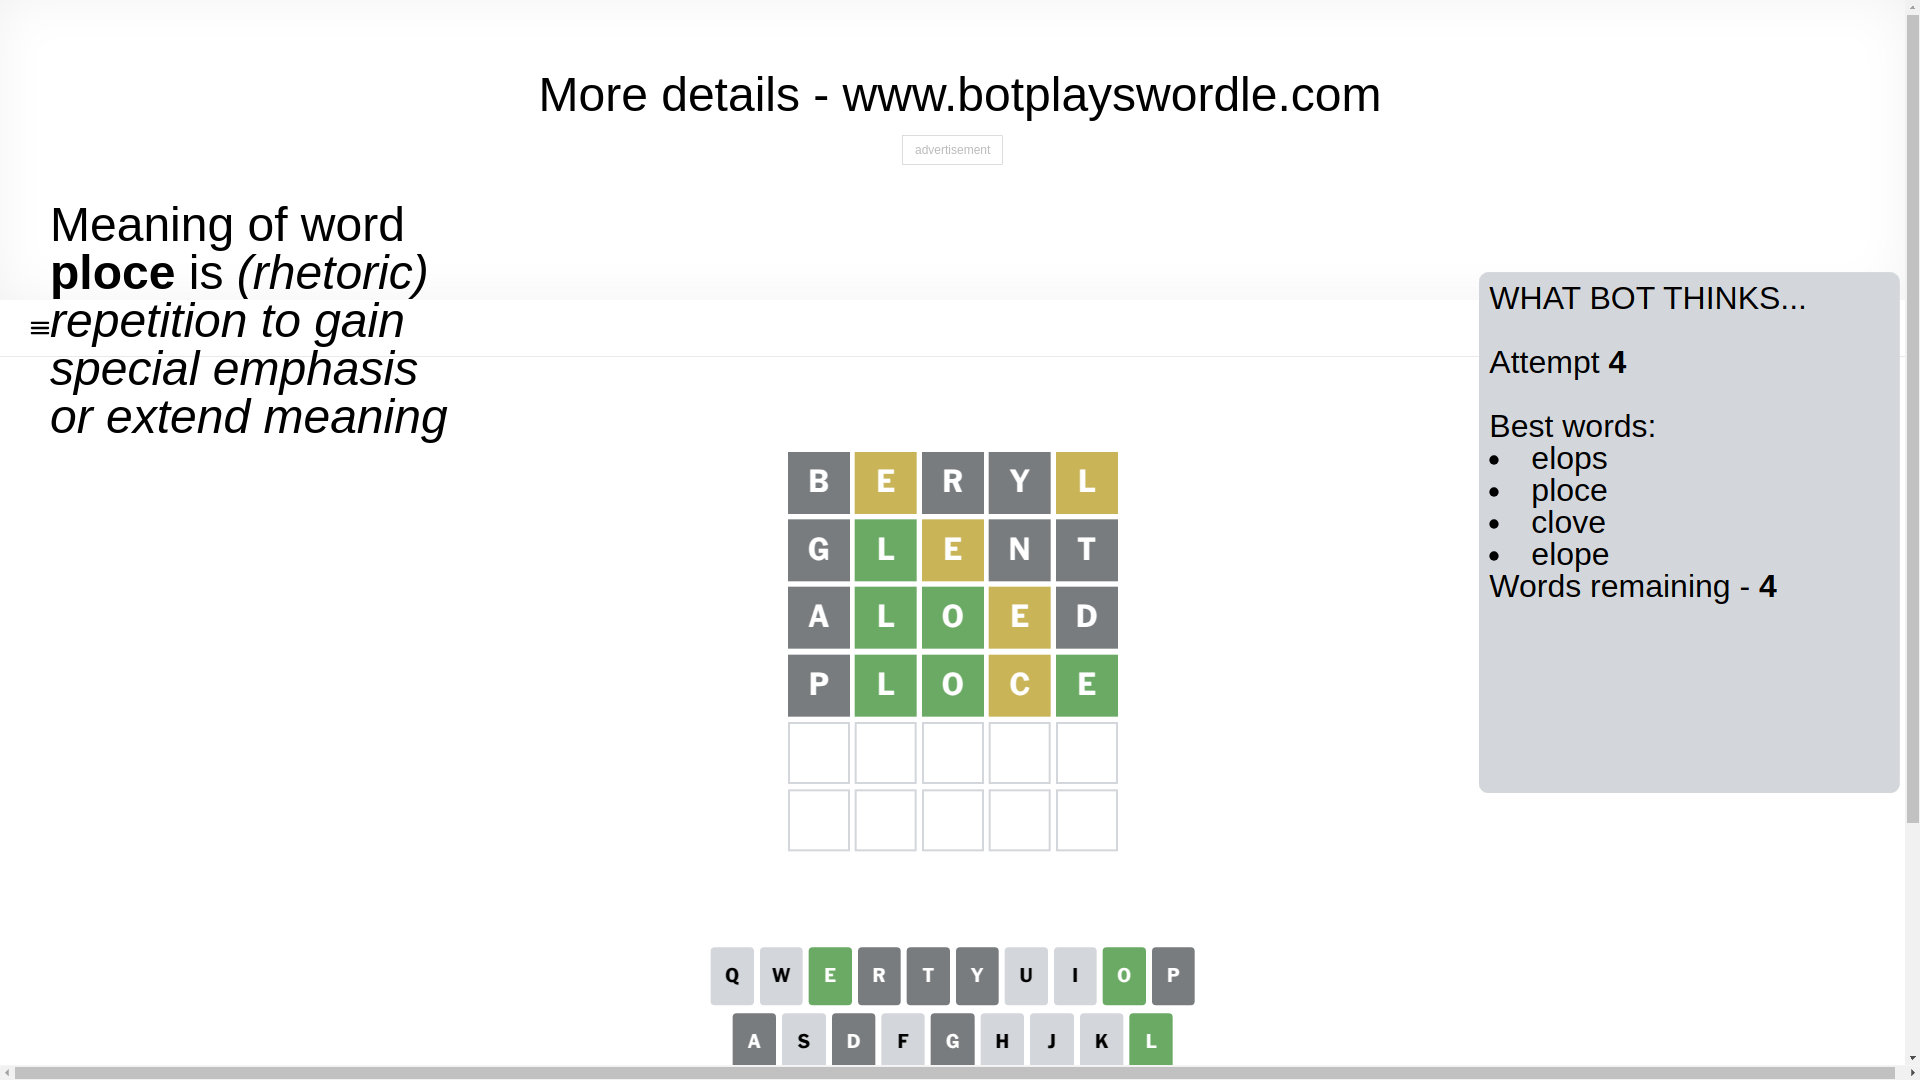 More details - www.botplayswordle.com
advertisement
Meaning of word
ploce is (rhetoric)
repetition to gain
special emphasis
or extend meaning
WHAT BOT THINKS...
Attempt 4
Best words:
• elops
• ploce
• clove
• elope
Words remaining - 4
B E R Y L
G L E N T
A L O E D
P L O C E
Q W E R T Y U I O P
A S D F G H J K L